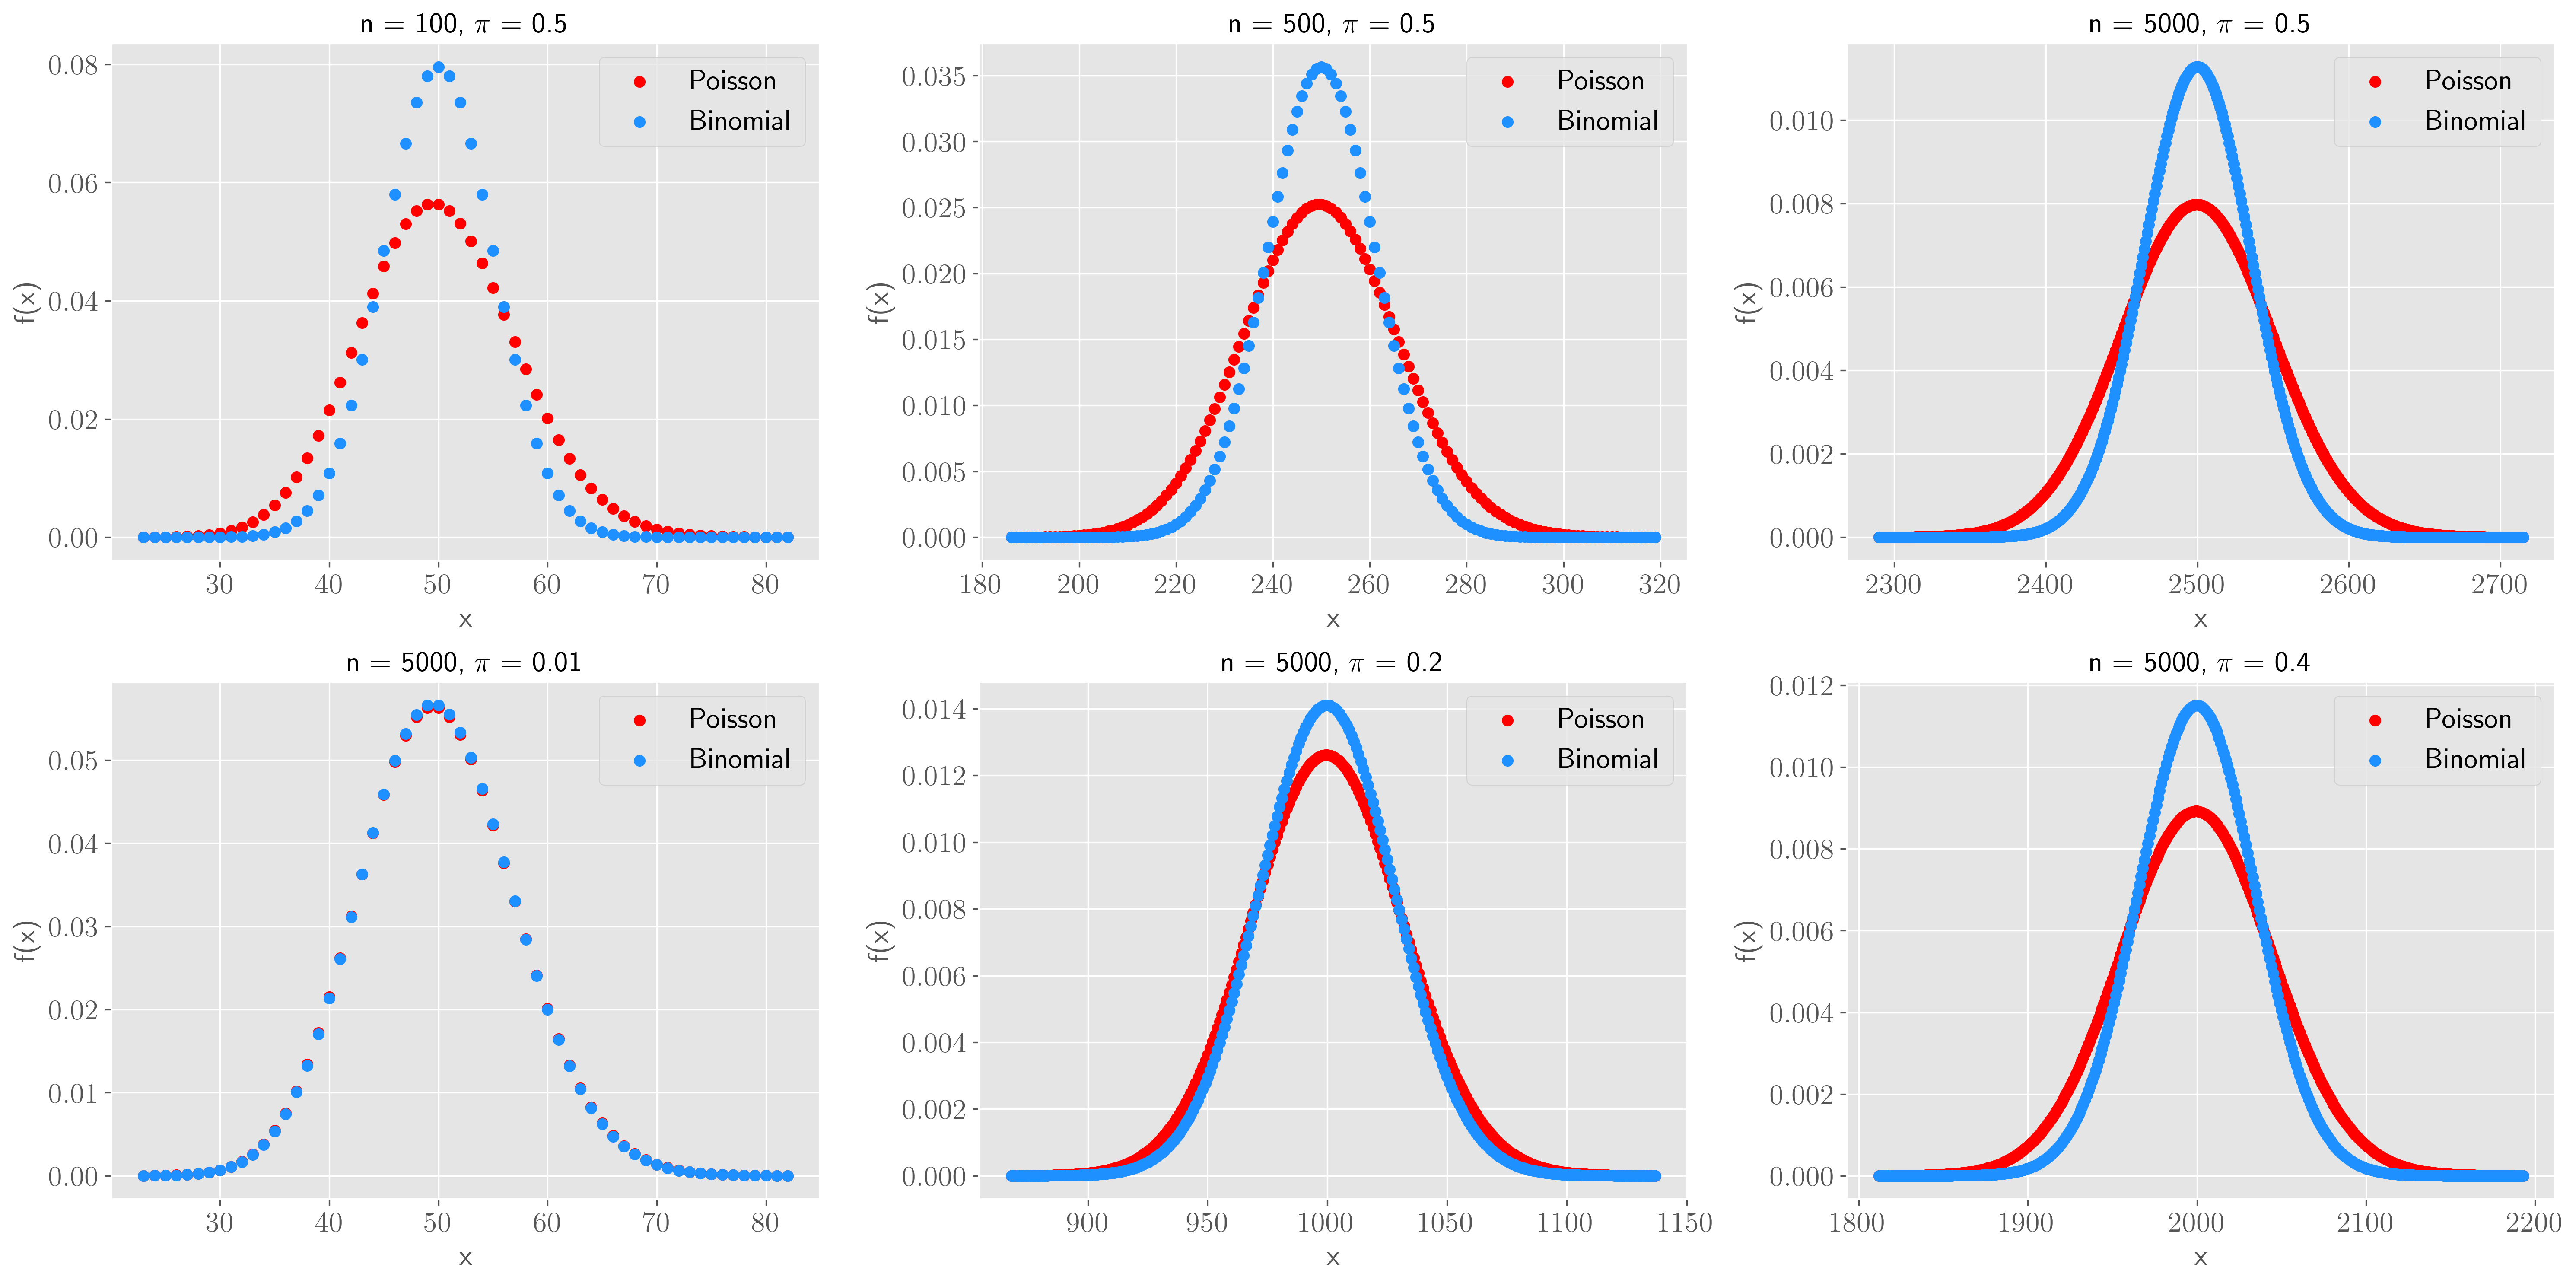 n = 100, π = 0.5
0.08
0.06
0.04
0.02
0.00
f(x)
Poisson
Binomial
30 40 50 60 70 80
x
n = 500, π = 0.5
0.035
0.030
0.025
0.020
0.015
0.010
0.005
0.000
f(x)
Poisson
Binomial
180 200 220 240 260 280 300 320
x
n = 5000, π = 0.5
0.010
0.008
0.006
0.004
0.002
0.000
f(x)
Poisson
Binomial
2300 2400 2500 2600 2700
x
n = 5000, π = 0.01
0.05
0.04
0.03
0.02
0.01
0.00
f(x)
Poisson
Binomial
30 40 50 60 70 80
x
n = 5000, π = 0.2
0.014
0.012
0.010
0.008
0.006
0.004
0.002
0.000
f(x)
Poisson
Binomial
900 950 1000 1050 1100 1150
x
n = 5000, π = 0.4
0.012
0.010
0.008
0.006
0.004
0.002
0.000
f(x)
Poisson
Binomial
1800 1900 2000 2100 2200
x